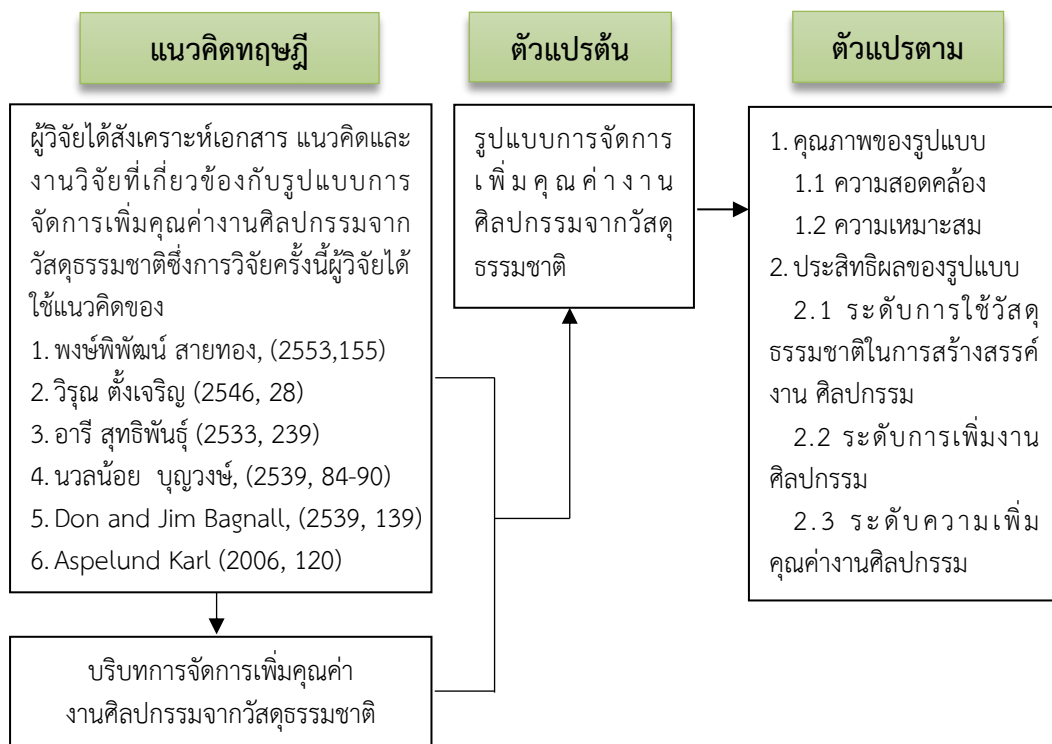 แนวคิดทฤษฎี
ตัวแปรต้น
ตัวแปรตาม
ผู้วิจัยได้สังเคราะห์เอกสาร แนวคิดและ
งานวิจัยที่เกี่ยวข้องกับรูปแบบการ
จัดการเพิ่มคุณค่างานศิลปกรรมจาก
วัสดุธรรมชาติซึ่งการวิจัยครั้งนี้ผู้วิจัยได้
ใช้แนวคิดของ
1. พงษ์พิพัฒน์ สายทอง, (2553,155)
2. วิรุณ ตั้งเจริญ (2546, 28)
3. อารี สุทธิพันธุ์ (2533, 239)
4. นวลน้อย บุญวงษ์, (2539, 84-90)
5. Don and Jim Bagnall, (2539, 139)
6. Aspelund Karl (2006, 120)
บริบทการจัดการเพิ่มคุณค่า
งานศิลปกรรมจากวัสดุธรรมชาติ
รูปแบบการจัดการ
เพิ่มคุณค่างาน
ศิลปกรรมจากวัสดุ
ธรรมชาติ
1. คุณภาพของรูปแบบ
1.1 ความสอดคล้อง
1.2 ความเหมาะสม
2. ประสิทธิผลของรูปแบบ
2.1 ระดับการใช้วัสดุ
ธรรมชาติในการสร้างสรรค์
งาน ศิลปกรรม
2.2 ระดับการเพิ่มงาน
ศิลปกรรม
2.3 ระดับความเพิ่ม
คุณค่างานศิลปกรรม